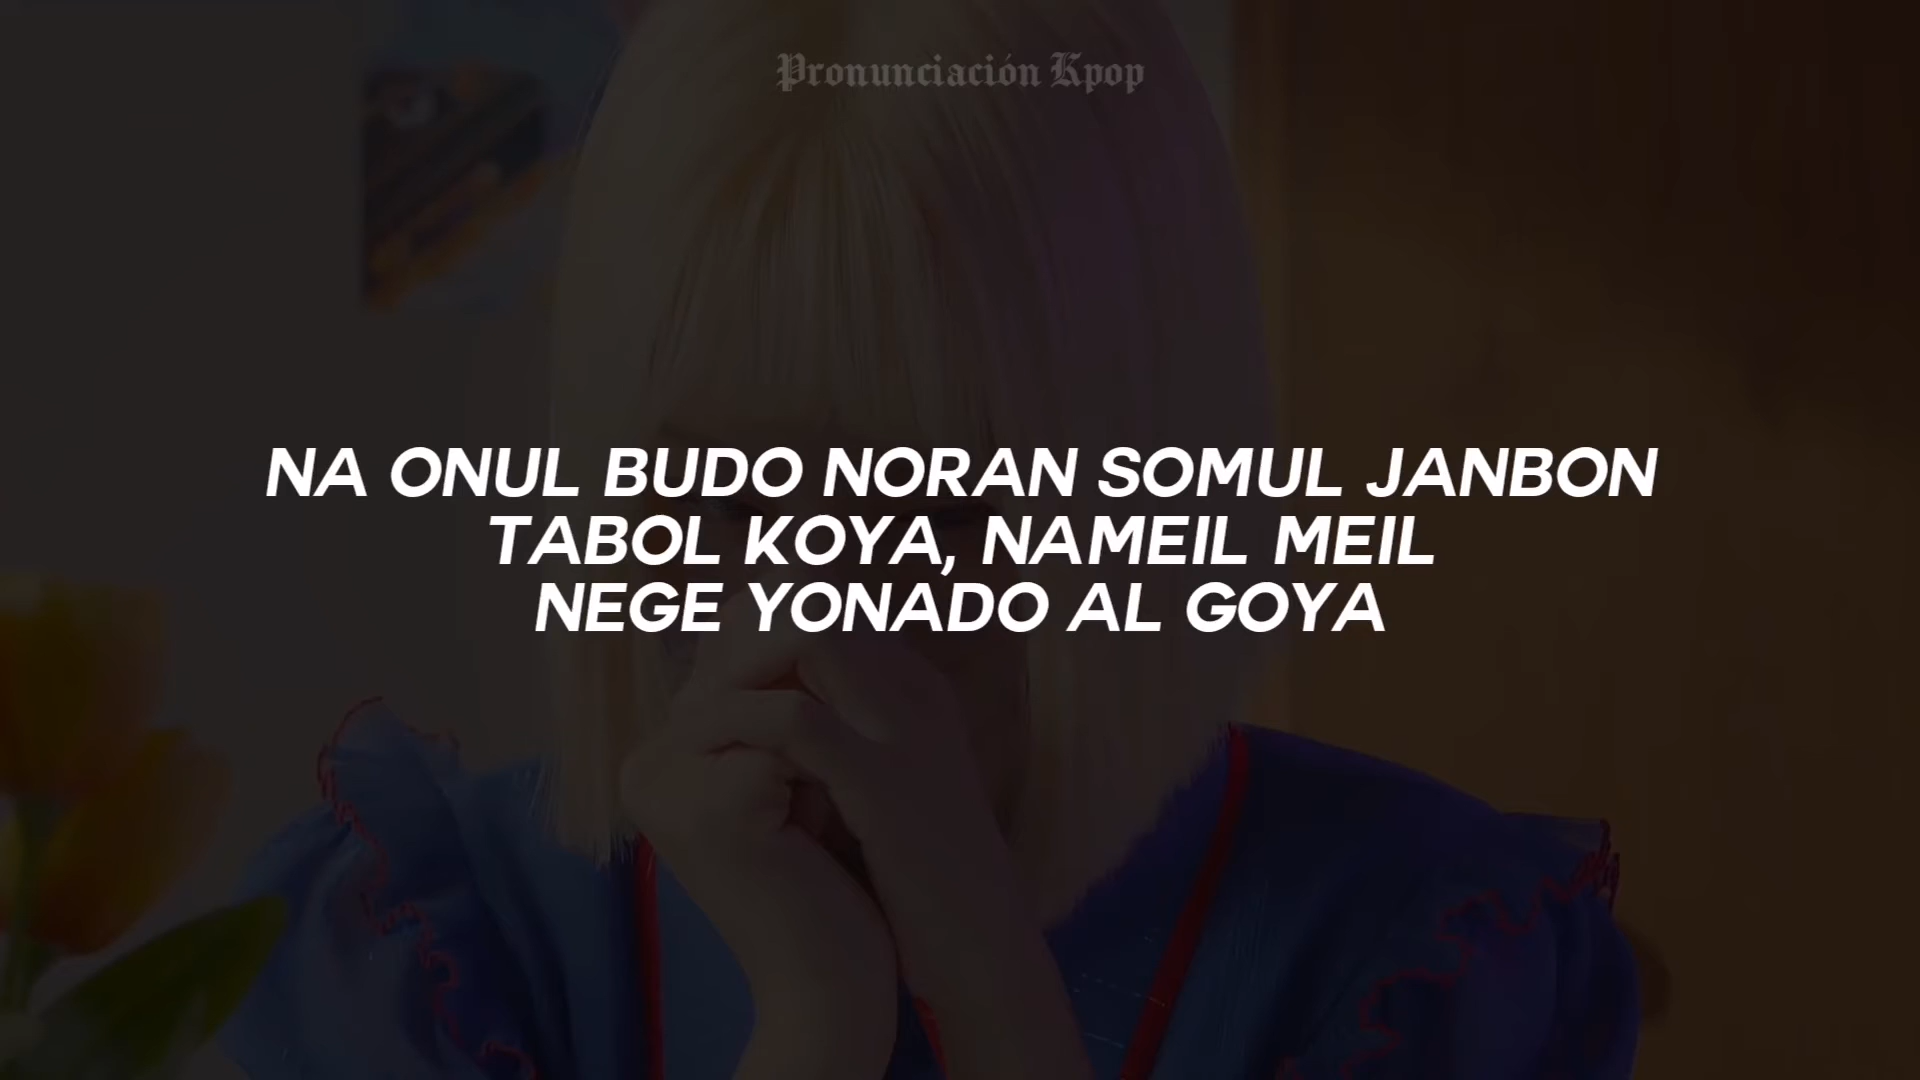 Pronunciación Kpop
NA ONUL BUDO NORAN SOMUL JANBON
TABOL KOYA, NAMEIL MEIL
NEGE YONADO AL GOYA